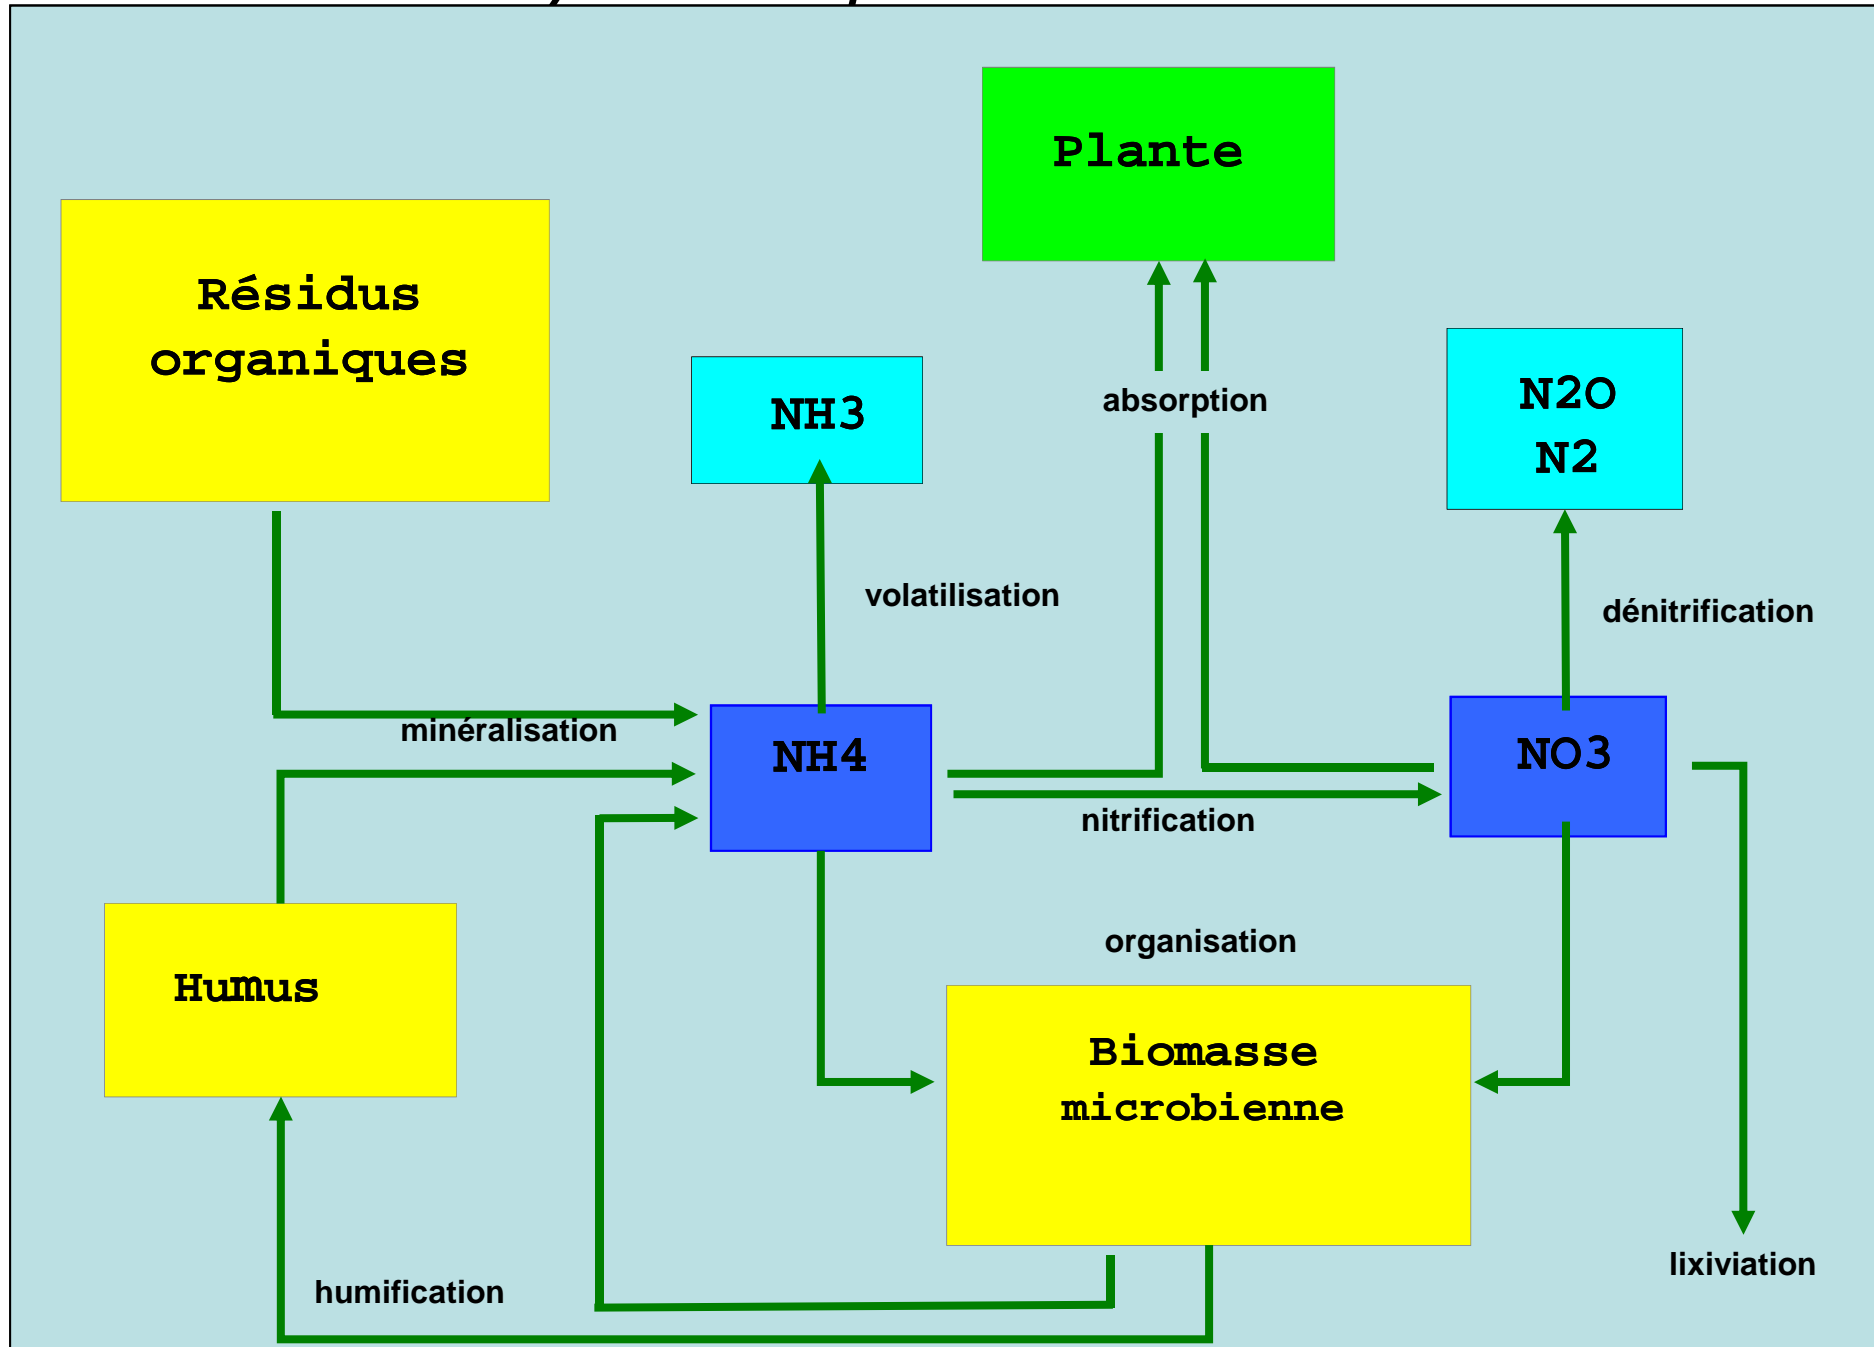 Plante
Résidus
organiques
NH3
absorption
N2O
N2
volatilisation
dénitrification
minéralisation
NH4
NO3
nitrification
organisation
Humus
Biomasse
microbienne
humification
lixiviation